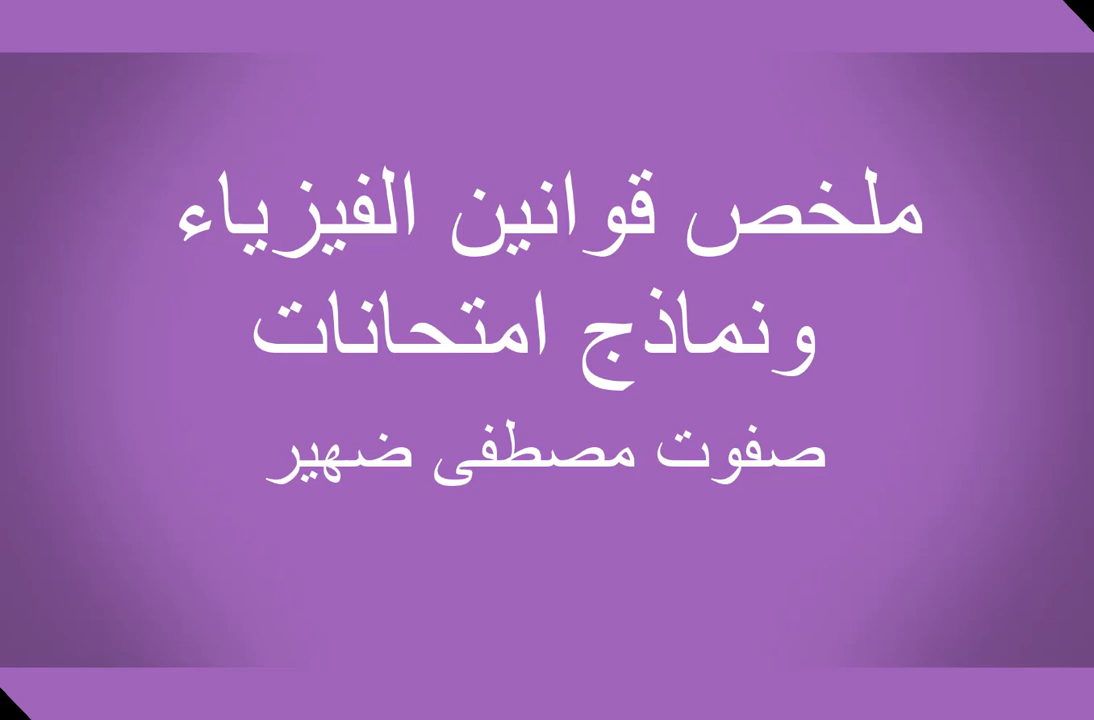 ملخص قوانين الفيزياء
ونماذج امتحانات
صفوت مصطفى ضهير